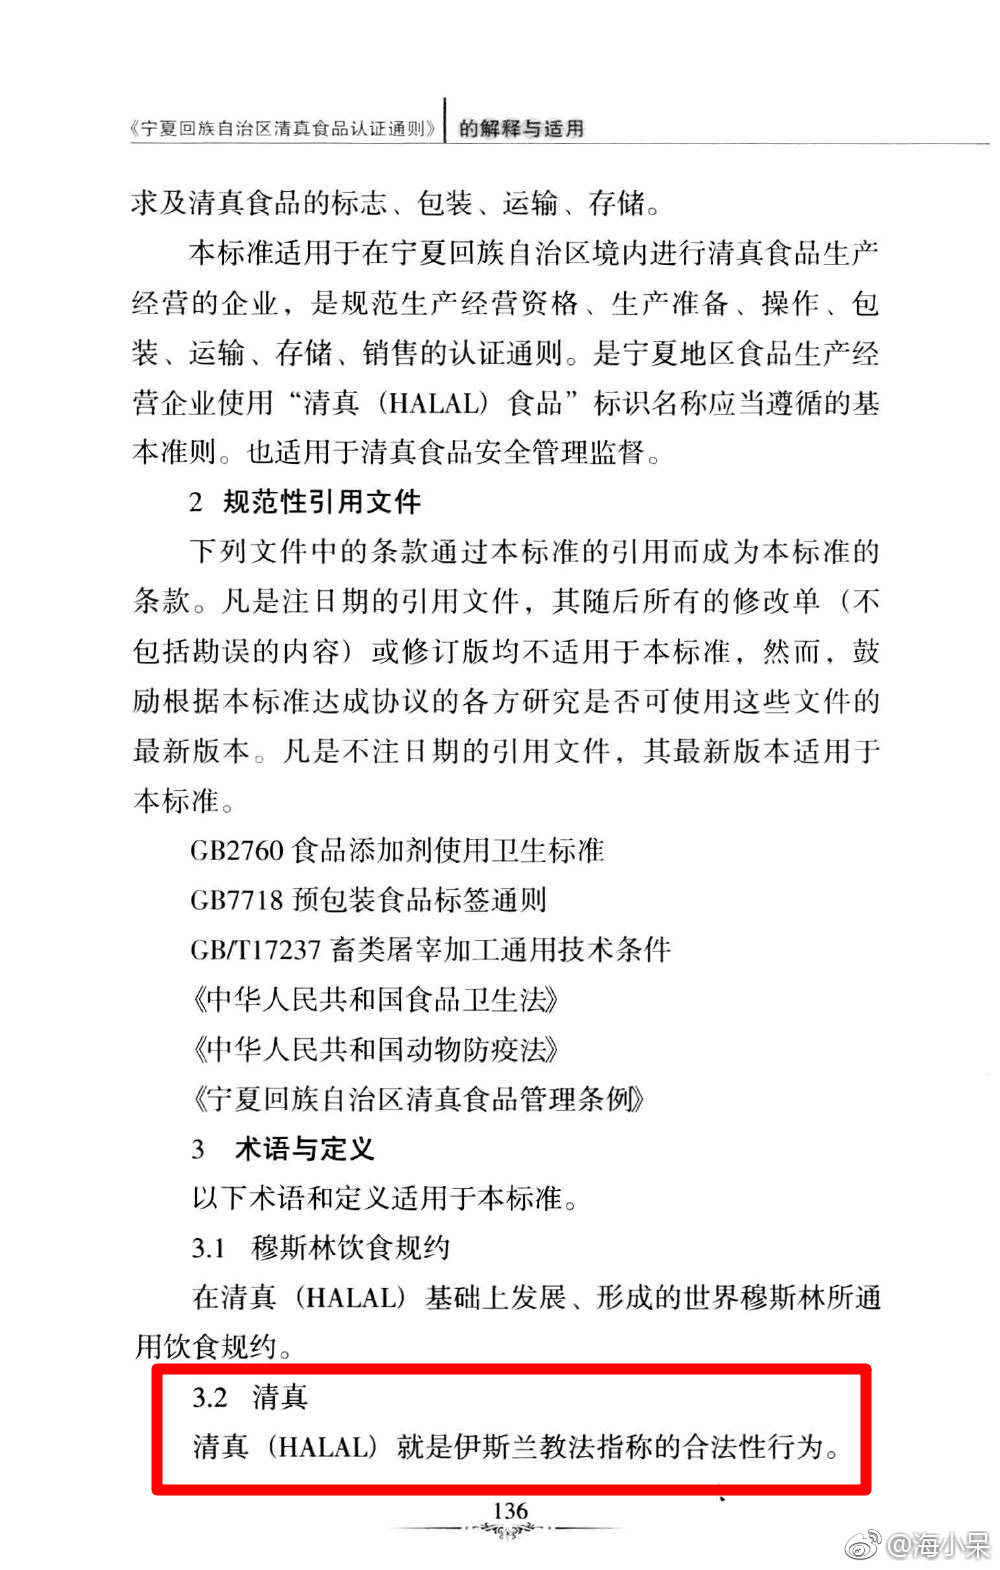 《宁夏回族自治区清真食品认证通则》 的解释与适用
求及清真食品的标志、包装、运输、存储。
本标准适用于在宁夏回族自治区境内进行清真食品生产
经营的企业，是规范生产经营资格、生产准备、操作、包
装、运输、存储、销售的认证通则。是宁夏地区食品生产经
营企业使用“清真（HALAL）食品”标识名称应当遵循的基
本准则。也适用于清真食品安全管理监督。
2 规范性引用文件
下列文件中的条款通过本标准的引用而成为本标准的
条款。凡是注日期的引用文件，其随后所有的修改单（不
包括勘误的内容）或修订版均不适用于本标准，然而，鼓
励根据本标准达成协议的各方研究是否可使用这些文件的
最新版本。凡是不注日期的引用文件，其最新版本适用于
本标准。
GB2760 食品添加剂使用卫生标准
GB7718 预包装食品标签通则
GB/T17237 畜类屠宰加工通用技术条件
《中华人民共和国食品卫生法》
《中华人民共和国动物防疫法》
《宁夏回族自治区清真食品管理条例》
3 术语与定义
以下术语和定义适用于本标准。
3.1 穆斯林饮食规约
在清真（HALAL）基础上发展、形成的世界穆斯林所通
用饮食规约。
3.2 清真
清真（HALAL）就是伊斯兰教法指称的合法性行为。
136
@海小呆